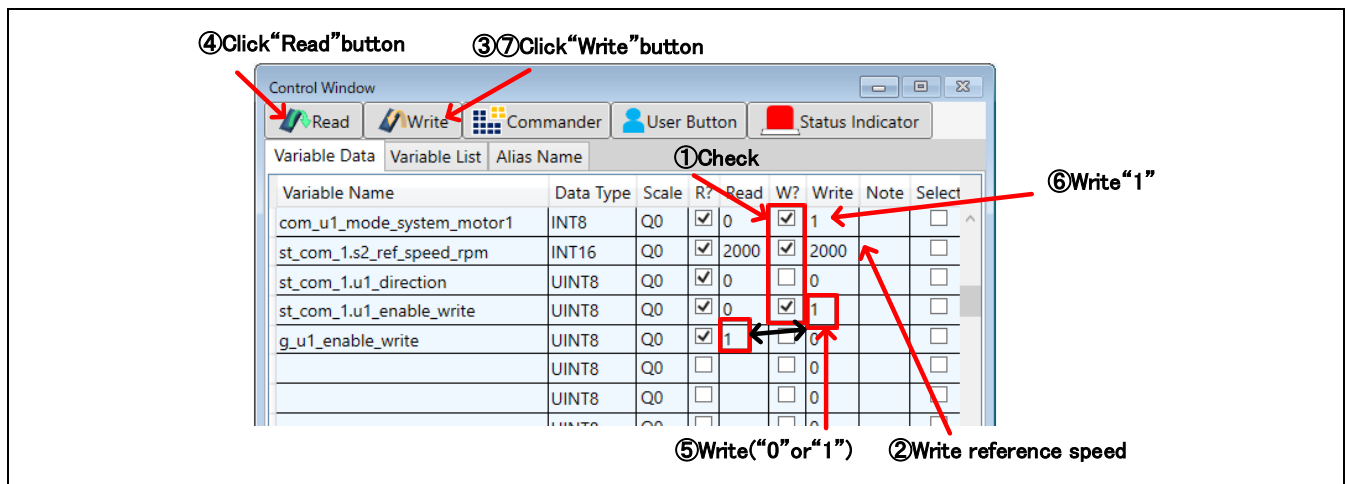 ④Click“Read”button ③⑦Click“Write”button
Control Window
Read Write Commander User Button Status Indicator
Variable Data Variable List Alias Name
①Check
⑥Write“1”
Variable Name Data Type Scale R? Read W? Write Note Select
com_u1_mode_system_motor1 INT8 Q0 0 1
st_com_1.s2_ref_speed_rpm INT16 Q0 2000 2000
st_com_1.u1_direction UINT8 Q0 0 0
st_com_1.u1_enable_write UINT8 Q0 0 1
g_u1_enable_write UINT8 Q0 1 0
UINT8 Q0 0
UINT8 Q0 0
⑤Write(“0”or“1”) ②Write reference speed